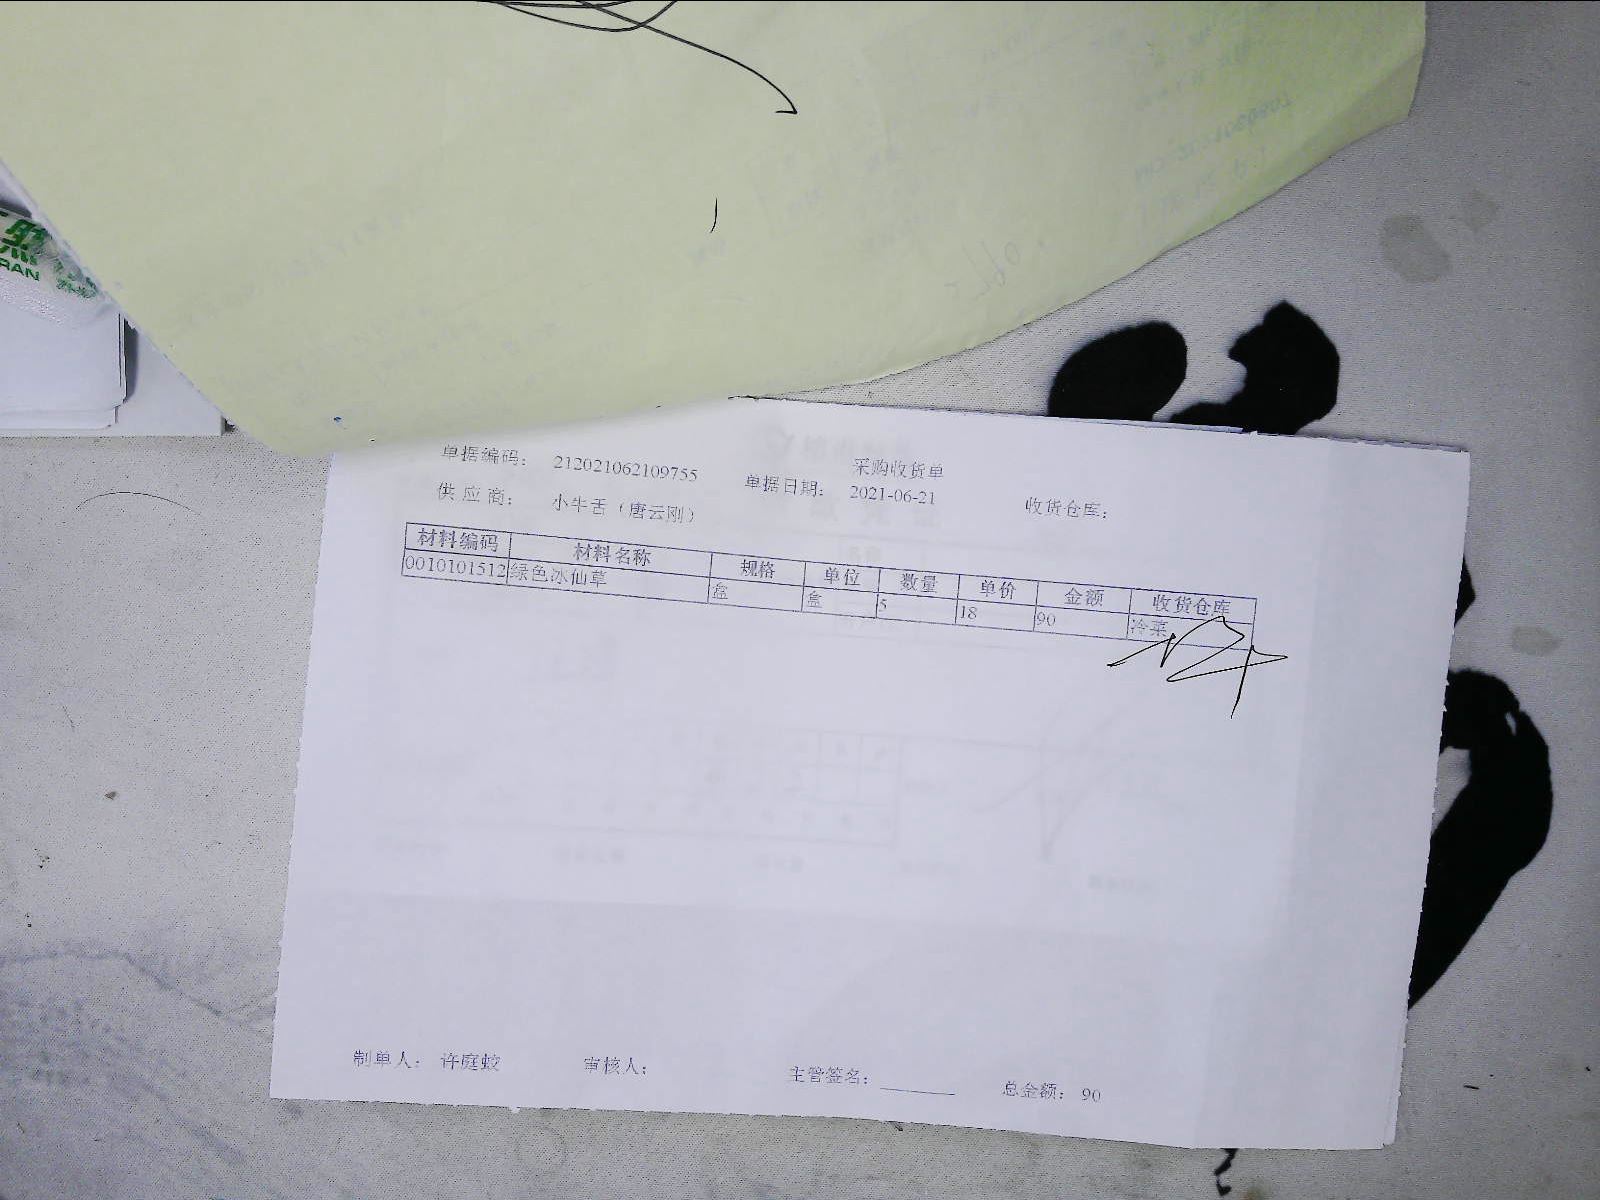 采购收货单
单据编码: 212021062109755 单据日期: 2021-06-21 收货仓库:
供应商: 小牛舌（唐云刚）
材料编码 材料名称 规格 单位 数量 单价 金额 收货仓库
0010101512 绿色冰仙草 盒 盒 5 18 90 冷菜
制单人: 许庭蛟 审核人: 主管签名: 总金额: 90
RAN